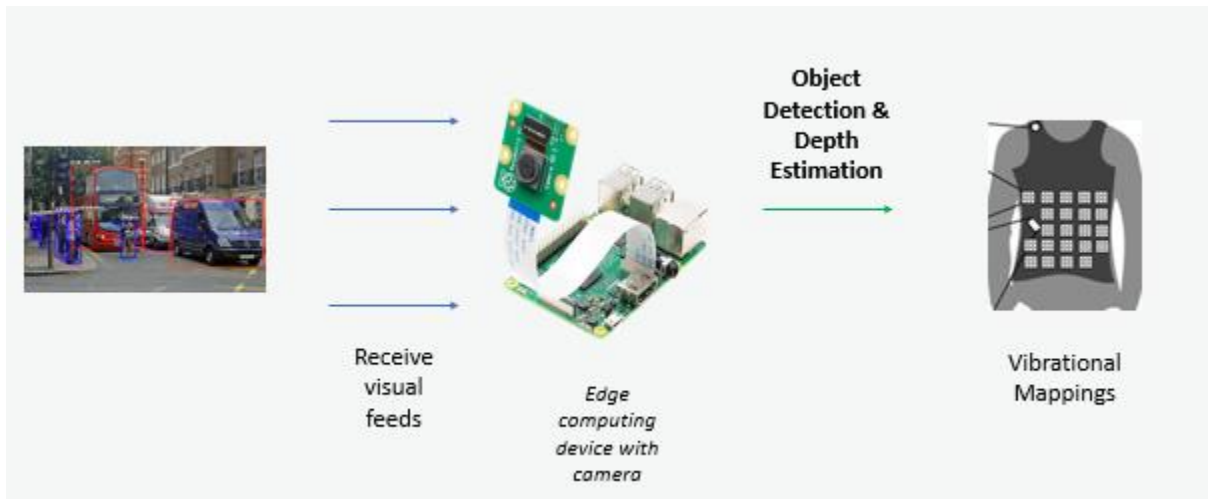 Object
Detection &
Depth
Estimation
Receive
visual
feeds
Edge
computing
device with
camera
Vibrational
Mappings